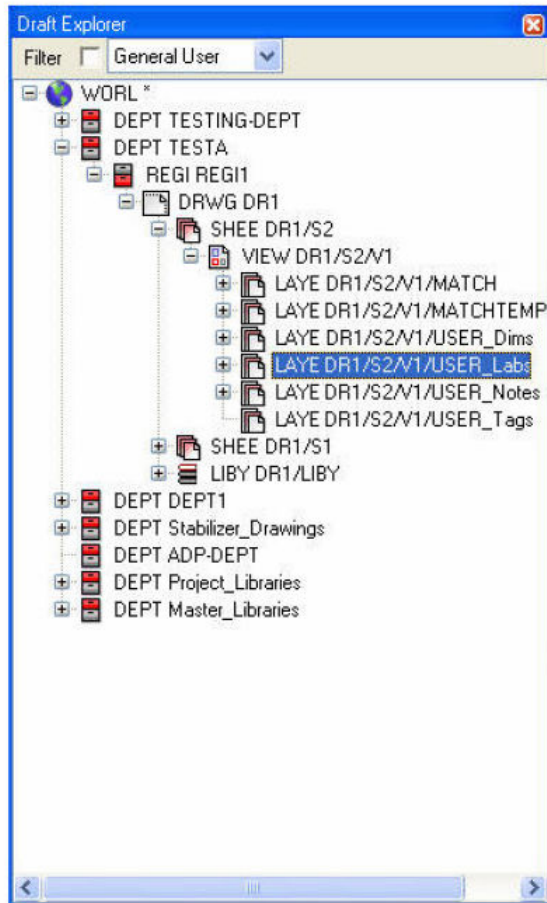 Draft Explorer
Filter General User
WORL *
DEPT TESTING-DEPT
DEPT TESTA
REGI REGI1
DRWG DR1
SHEE DR1/S2
VIEW DR1/S2/V1
LAYE DR1/S2/V1/MATCH
LAYE DR1/S2/V1/MATCHTEMP
LAYE DR1/S2/V1/USER_Dims
LAYE DR1/S2/V1/USER_Labs
LAYE DR1/S2/V1/USER_Notes
LAYE DR1/S2/V1/USER_Tags
SHEE DR1/S1
LIBY DR1/LIBY
DEPT DEPT1
DEPT Stabilizer_Drawings
DEPT ADP-DEPT
DEPT Project_Libraries
DEPT Master_Libraries